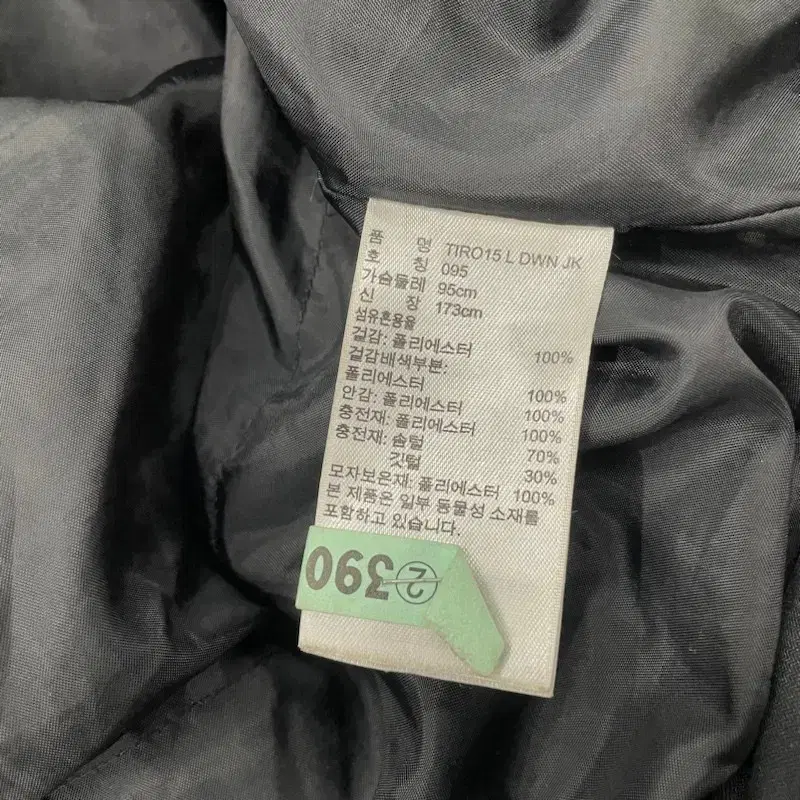 품 명 TIRO15 L DWN JK
호 칭 095
가슴둘레 95cm
신 장 173cm
섬유혼용율
겉감: 폴리에스터 100%
겉감배색부분:
폴리에스터 100%
안감: 폴리에스터 100%
충전재: 폴리에스터 100%
충전재: 솜털 70%
깃털 30%
모자보온재: 폴리에스터 100%
본 제품은 일부 동물성 소재를
포함하고 있습니다.
② 390